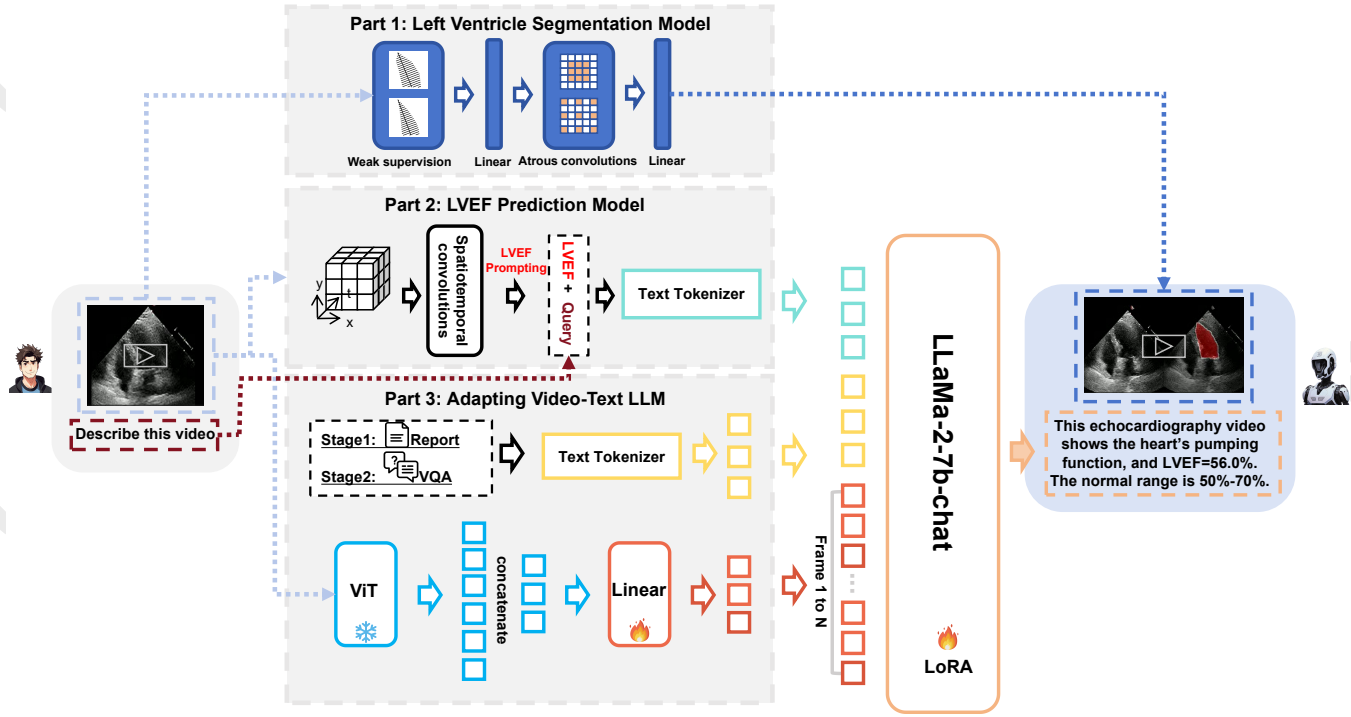 Part 1: Left Ventricle Segmentation Model
Weak supervision
Linear
Atrous convolutions
Linear
Part 2: LVEF Prediction Model
y
t
x
Spatiotemporal
convolutions
LVEF
Prompting
LVEF + Query
Text Tokenizer
Describe this video
Part 3: Adapting Video-Text LLM
Stage1: Report
Stage2: ? VQA
Text Tokenizer
ViT
concatenate
Linear
Frame 1 to N
LLaMa-2-7b-chat
LoRA
This echocardiography video
shows the heart's pumping
function, and LVEF=56.0%.
The normal range is 50%-70%.